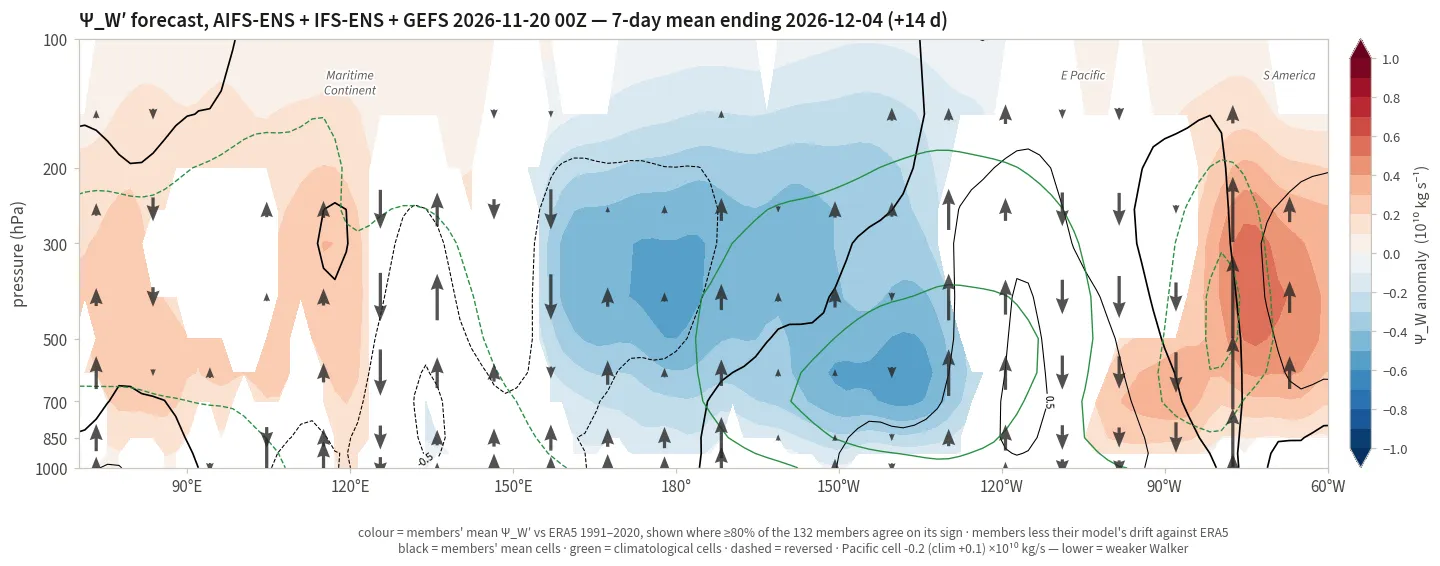 Ψ_W′ forecast, AIFS-ENS + IFS-ENS + GEFS 2026-11-20 00Z — 7-day mean ending 2026-12-04 (+14 d)
100
200
300
400
500
700
850
1000
pressure (hPa)
Maritime
Continent
E Pacific
S America
-0.5
0.5
90°E
120°E
150°E
180°
150°W
120°W
90°W
60°W
1.0
0.8
0.6
0.4
0.2
0.0
−0.2
−0.4
−0.6
−0.8
−1.0
Ψ_W anomaly (10¹⁰ kg s⁻¹)
colour = members' mean Ψ_W′ vs ERA5 1991–2020, shown where ≥80% of the 132 members agree on its sign · members less their model's drift against ERA5
black = members' mean cells · green = climatological cells · dashed = reversed · Pacific cell -0.2 (clim +0.1) ×10¹⁰ kg/s — lower = weaker Walker